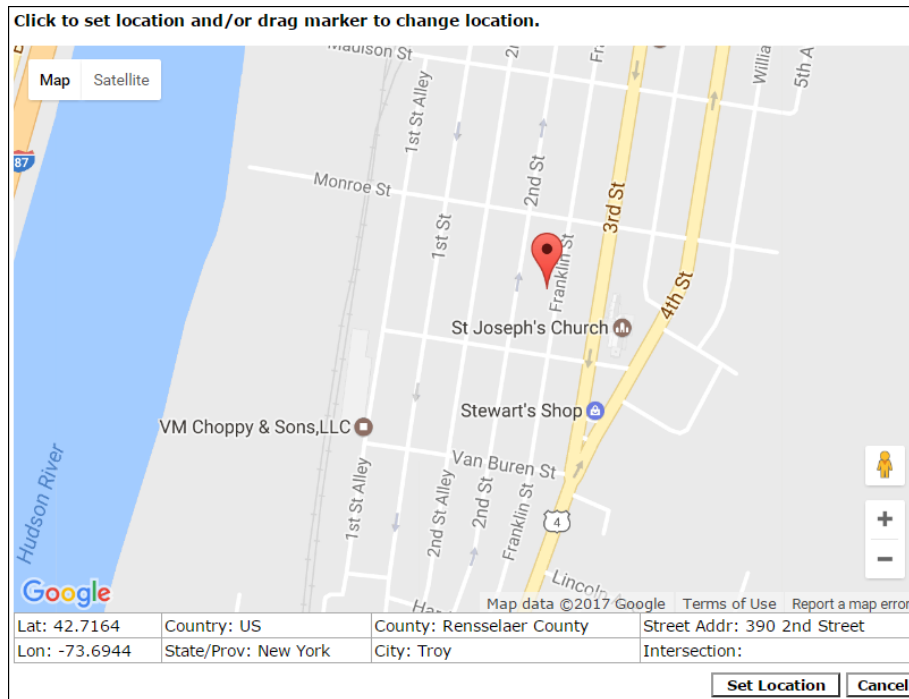 Click to set location and/or drag marker to change location.
Madison St
2nd St
Map
Satellite
1st St Alley
5th A
87
Monroe St
2nd St
3rd St
1st St
Franklin St
4th St
St Joseph's Church
Stewart's Shop
VM Choppy & Sons,LLC
Van Buren St
Hudson River
1st St Alley
2nd St Alley
2nd St
Franklin St
4
+
−
Lincoln
Google
Map data ©2017 Google
Terms of Use
Report a map error
Lat: 42.7164
Country: US
County: Rensselaer County
Street Addr: 390 2nd Street
Lon: -73.6944
State/Prov: New York
City: Troy
Intersection:
Set Location
Cancel